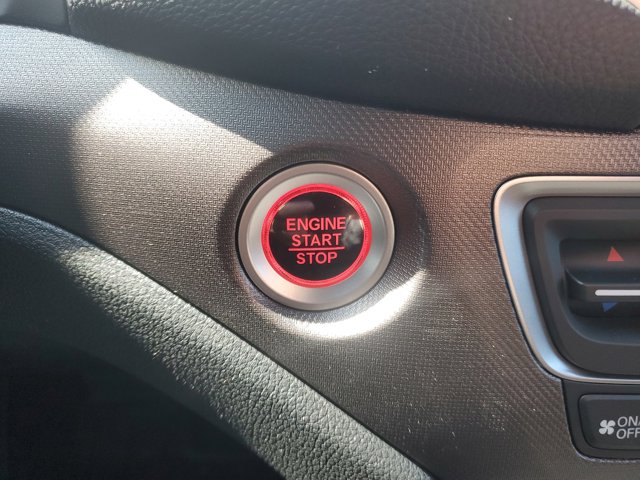 ENGINE
START
STOP
ON/
OFF